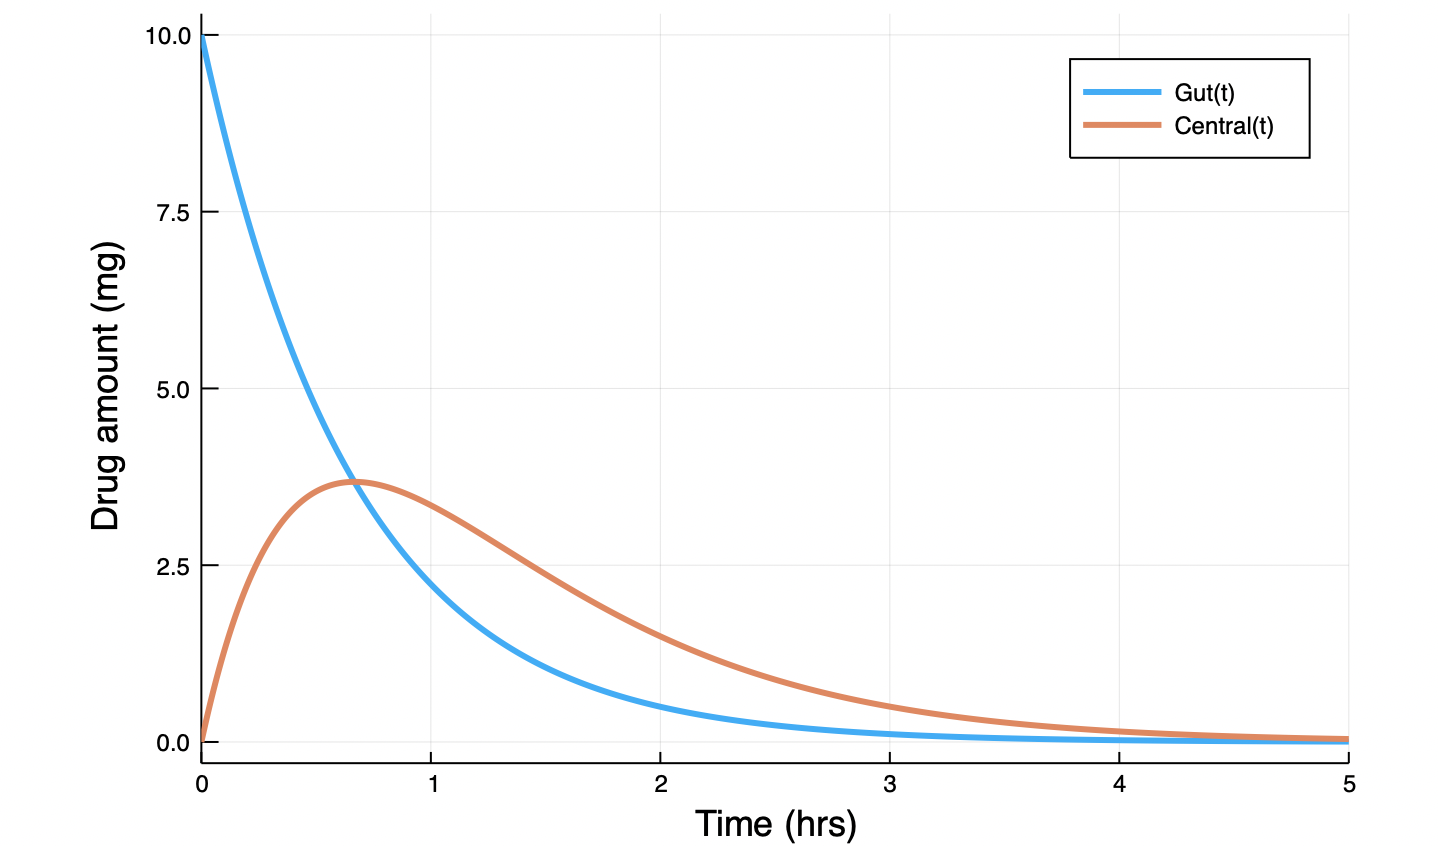 10.0
7.5
5.0
2.5
0.0
Drug amount (mg)
Gut(t)
Central(t)
0 1 2 3 4 5
Time (hrs)